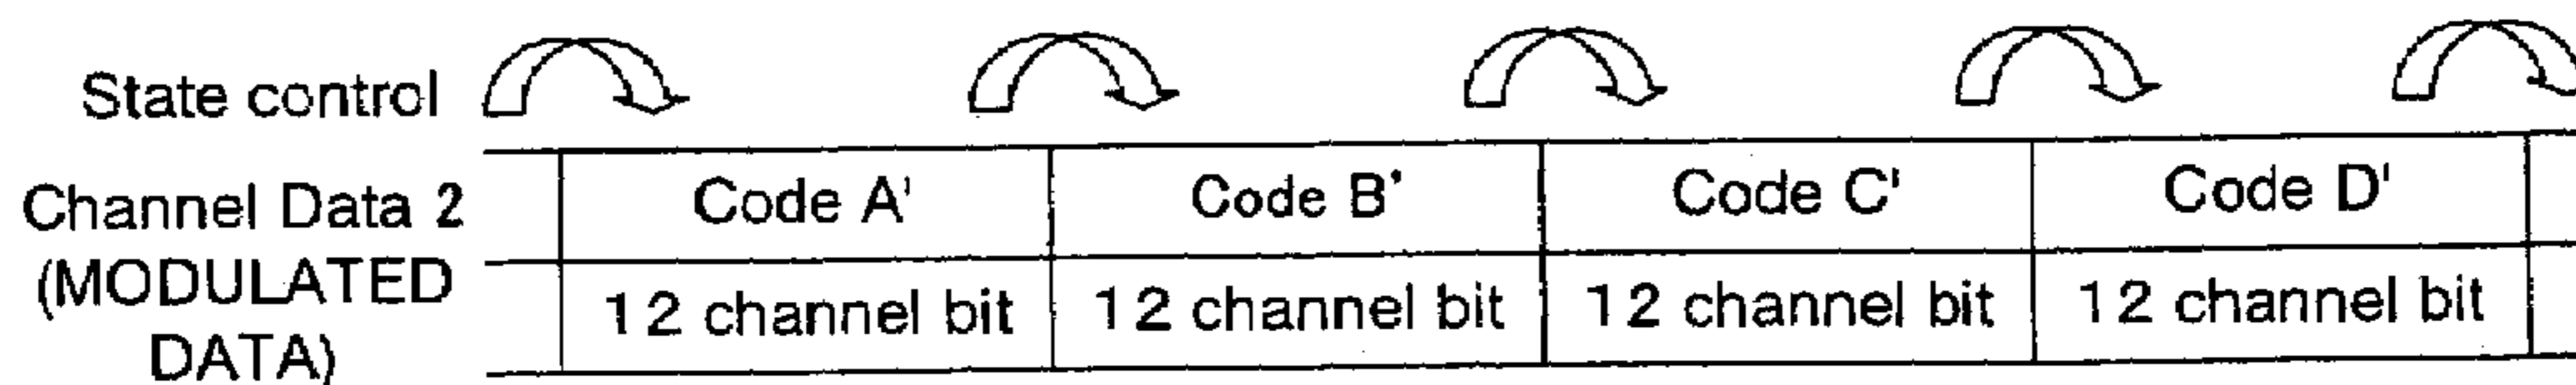 State control
Channel Data 2
(MODULATED
DATA)
Code A' Code B' Code C' Code D'
12 channel bit 12 channel bit 12 channel bit 12 channel bit